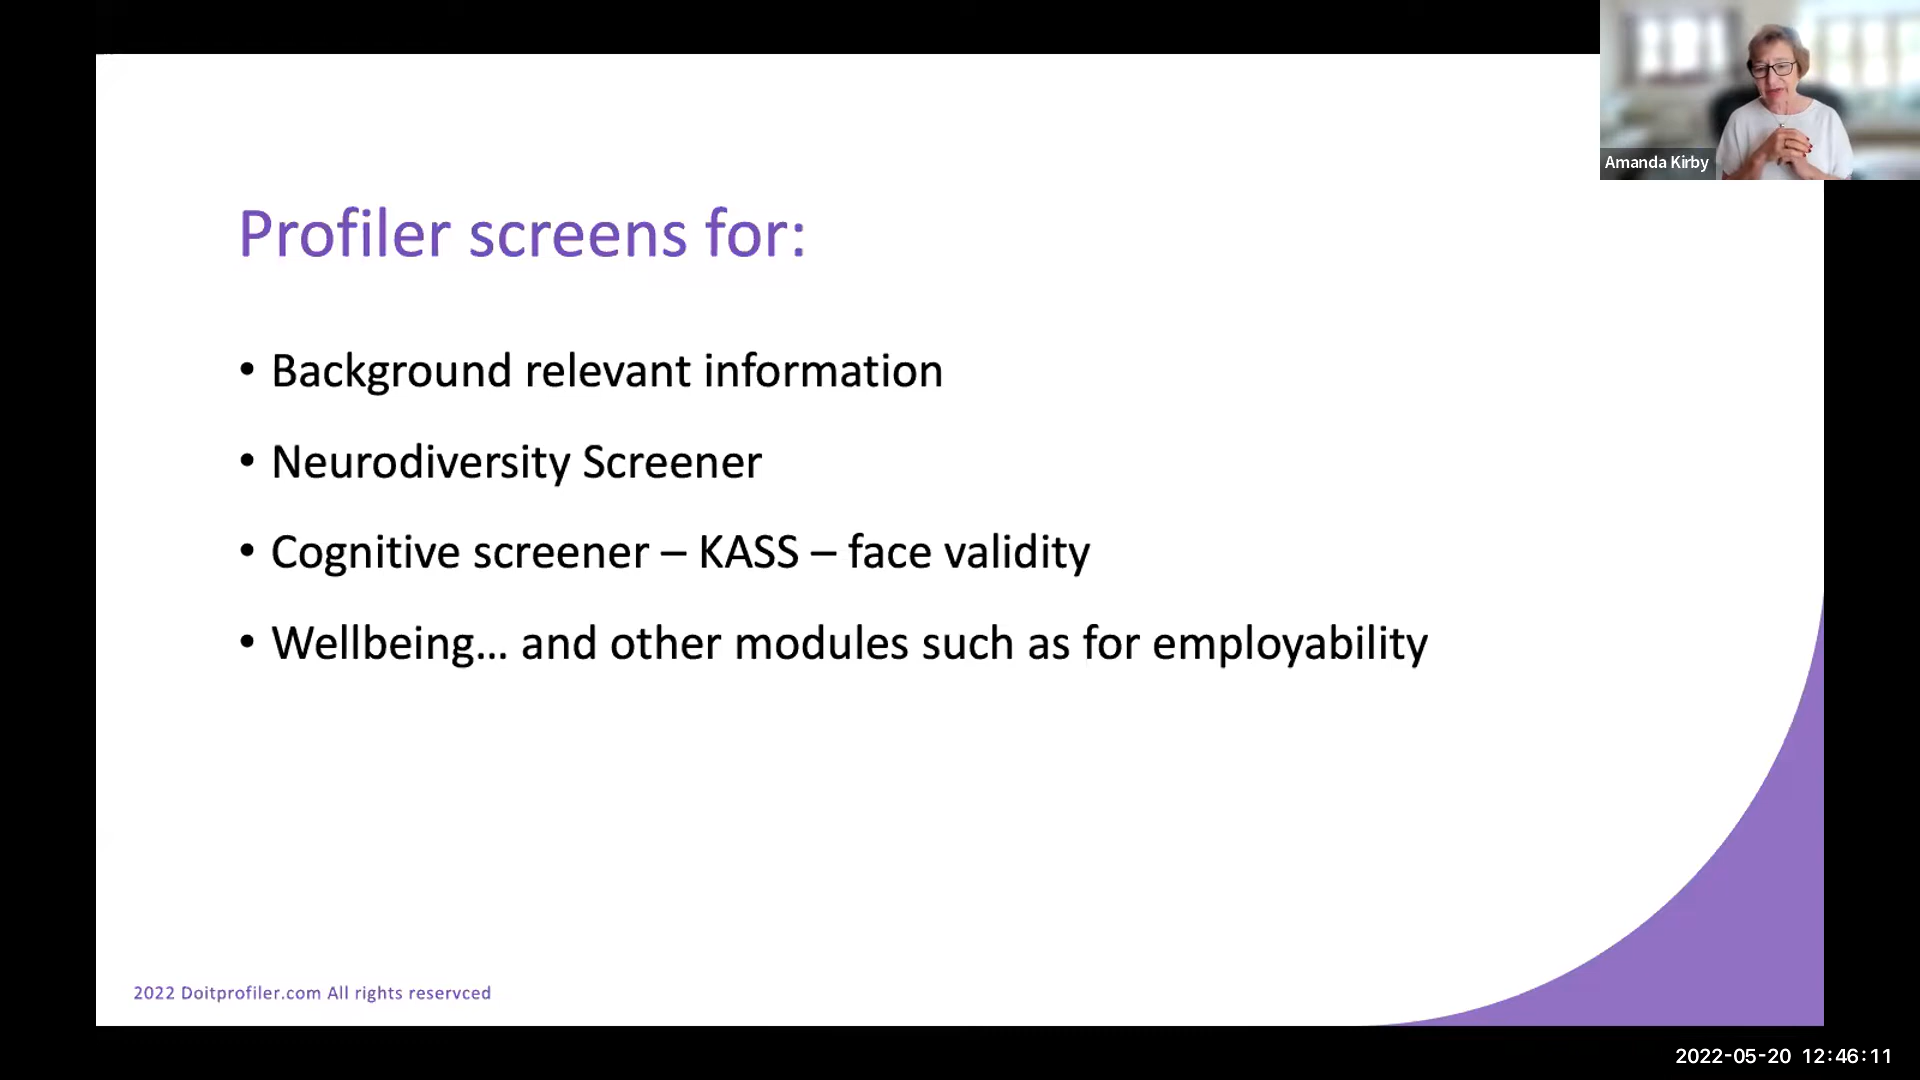 Amanda Kirby
Profiler screens for:
• Background relevant information
• Neurodiversity Screener
• Cognitive screener – KASS – face validity
• Wellbeing... and other modules such as for employability
2022 Doitprofiler.com All rights reservced
2022-05-20 12:46:11